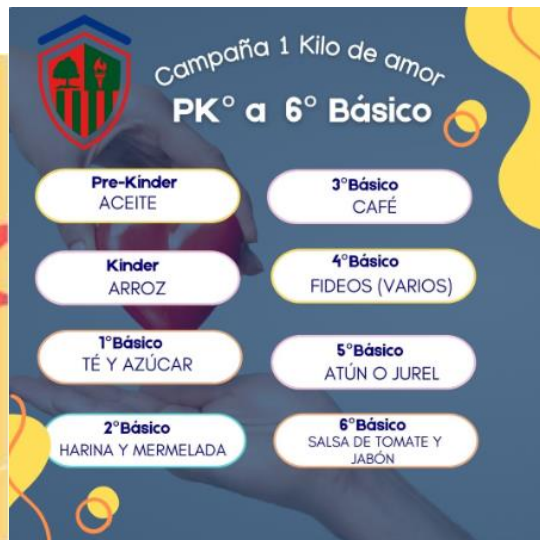 Campaña 1 Kilo de amor
PK° a 6° Básico
Pre-Kínder
ACEITE
Kinder
ARROZ
1°Básico
TÉ Y AZÚCAR
2°Básico
HARINA Y MERMELADA
3°Básico
CAFÉ
4°Básico
FIDEOS (VARIOS)
5°Básico
ATÚN O JUREL
6°Básico
SALSA DE TOMATE Y
JABÓN